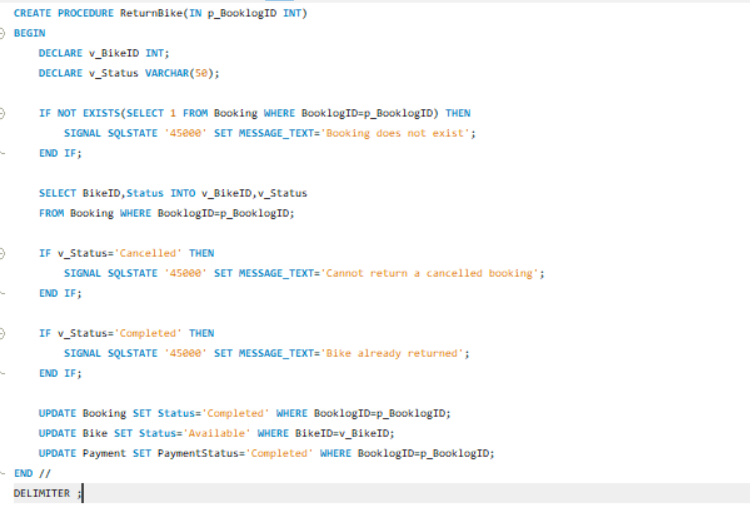 CREATE PROCEDURE ReturnBike(IN p_BooklogID INT)
BEGIN
DECLARE v_BikeID INT;
DECLARE v_Status VARCHAR(50);
IF NOT EXISTS(SELECT 1 FROM Booking WHERE BooklogID=p_BooklogID) THEN
SIGNAL SQLSTATE '45000' SET MESSAGE_TEXT='Booking does not exist';
END IF;
SELECT BikeID,Status INTO v_BikeID,v_Status
FROM Booking WHERE BooklogID=p_BooklogID;
IF v_Status='Cancelled' THEN
SIGNAL SQLSTATE '45000' SET MESSAGE_TEXT='Cannot return a cancelled booking';
END IF;
IF v_Status='Completed' THEN
SIGNAL SQLSTATE '45000' SET MESSAGE_TEXT='Bike already returned';
END IF;
UPDATE Booking SET Status='Completed' WHERE BooklogID=p_BooklogID;
UPDATE Bike SET Status='Available' WHERE BikeID=v_BikeID;
UPDATE Payment SET PaymentStatus='Completed' WHERE BooklogID=p_BooklogID;
END //
DELIMITER ;